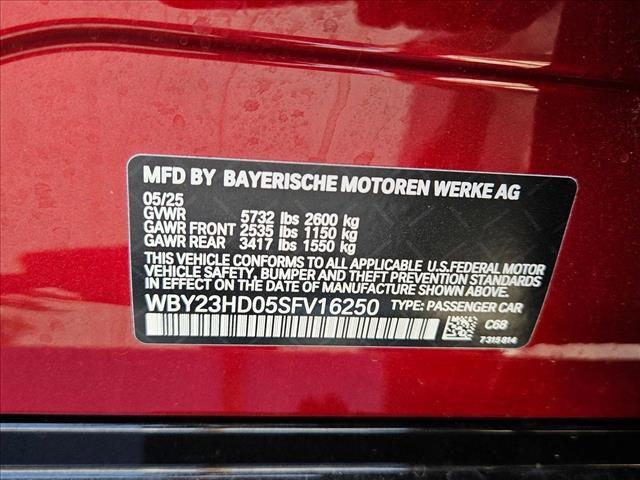 MFD BY BAYERISCHE MOTOREN WERKE AG
05/25
GVWR 5732 lbs 2600 kg
GAWR FRONT 2535 lbs 1150 kg
GAWR REAR 3417 lbs 1550 kg
THIS VEHICLE CONFORMS TO ALL APPLICABLE U.S.FEDERAL MOTOR
VEHICLE SAFETY, BUMPER AND THEFT PREVENTION STANDARDS
IN EFFECT ON THE DATE OF MANUFACTURE SHOWN ABOVE.
WBY23HD05SFV16250 TYPE: PASSENGER CAR
C68
7 315 814